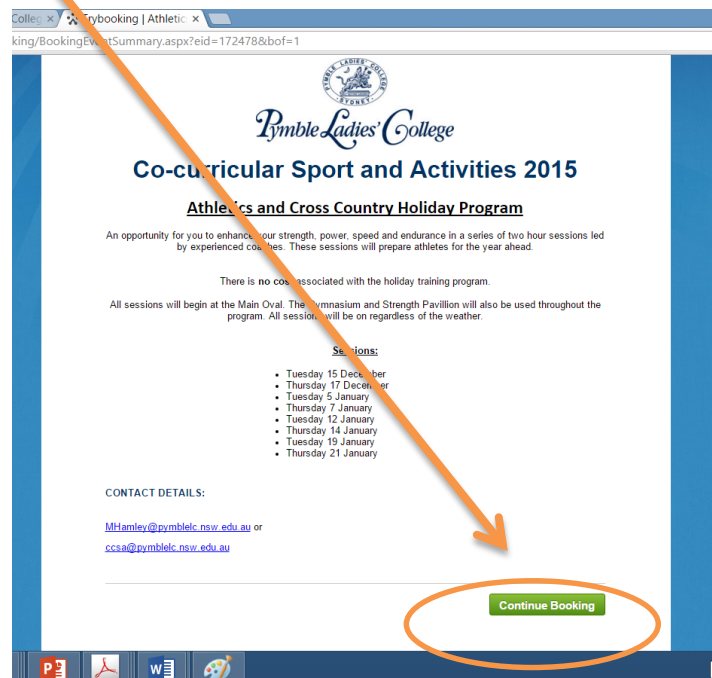 Colleg × Trybooking | Athletic ×
king/BookingEventSummary.aspx?eid=172478&bof=1
LADIES' COLLEGE
SYDNEY
Pymble Ladies' College
Co-curricular Sport and Activities 2015
Athletics and Cross Country Holiday Program
An opportunity for you to enhance your strength, power, speed and endurance in a series of two hour sessions led
by experienced coaches. These sessions will prepare athletes for the year ahead.
There is no cost associated with the holiday training program.
All sessions will begin at the Main Oval. The Gymnasium and Strength Pavillion will also be used throughout the
program. All sessions will be on regardless of the weather.
Sessions:
• Tuesday 15 December
• Thursday 17 December
• Tuesday 5 January
• Thursday 7 January
• Tuesday 12 January
• Thursday 14 January
• Tuesday 19 January
• Thursday 21 January
CONTACT DETAILS:
MHamley@pymblelc.nsw.edu.au or
ccsa@pymblelc.nsw.edu.au
Continue Booking